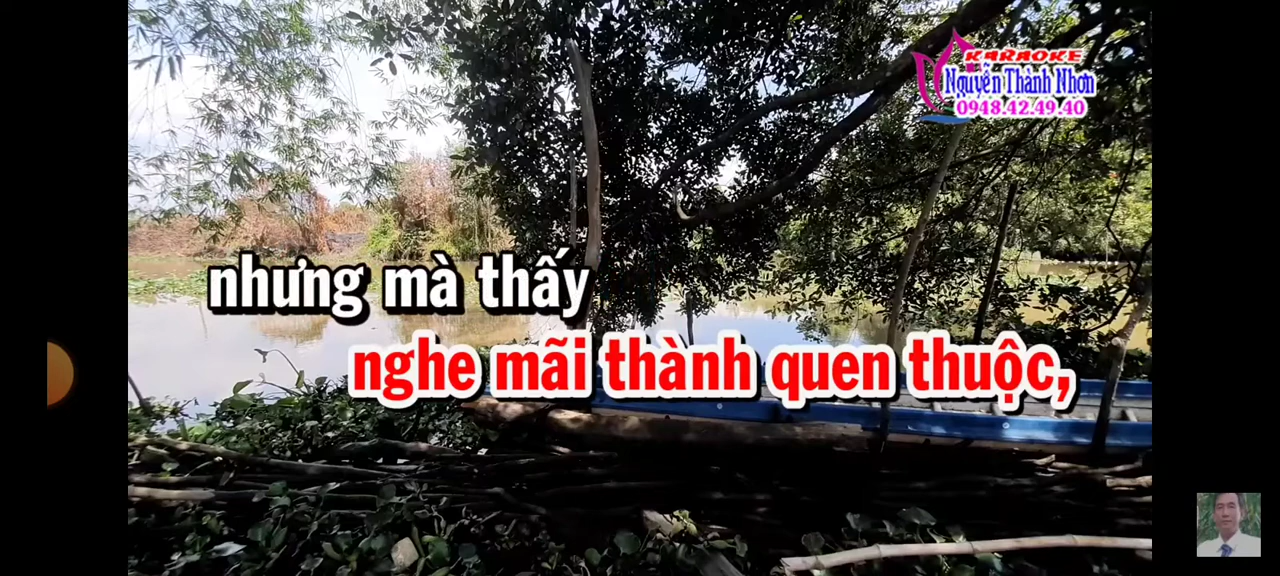 KARAOKE
Nguyễn Thành Nhơn
0948.42.49.40
nhưng mà thấy
nghe mãi thành quen thuộc,